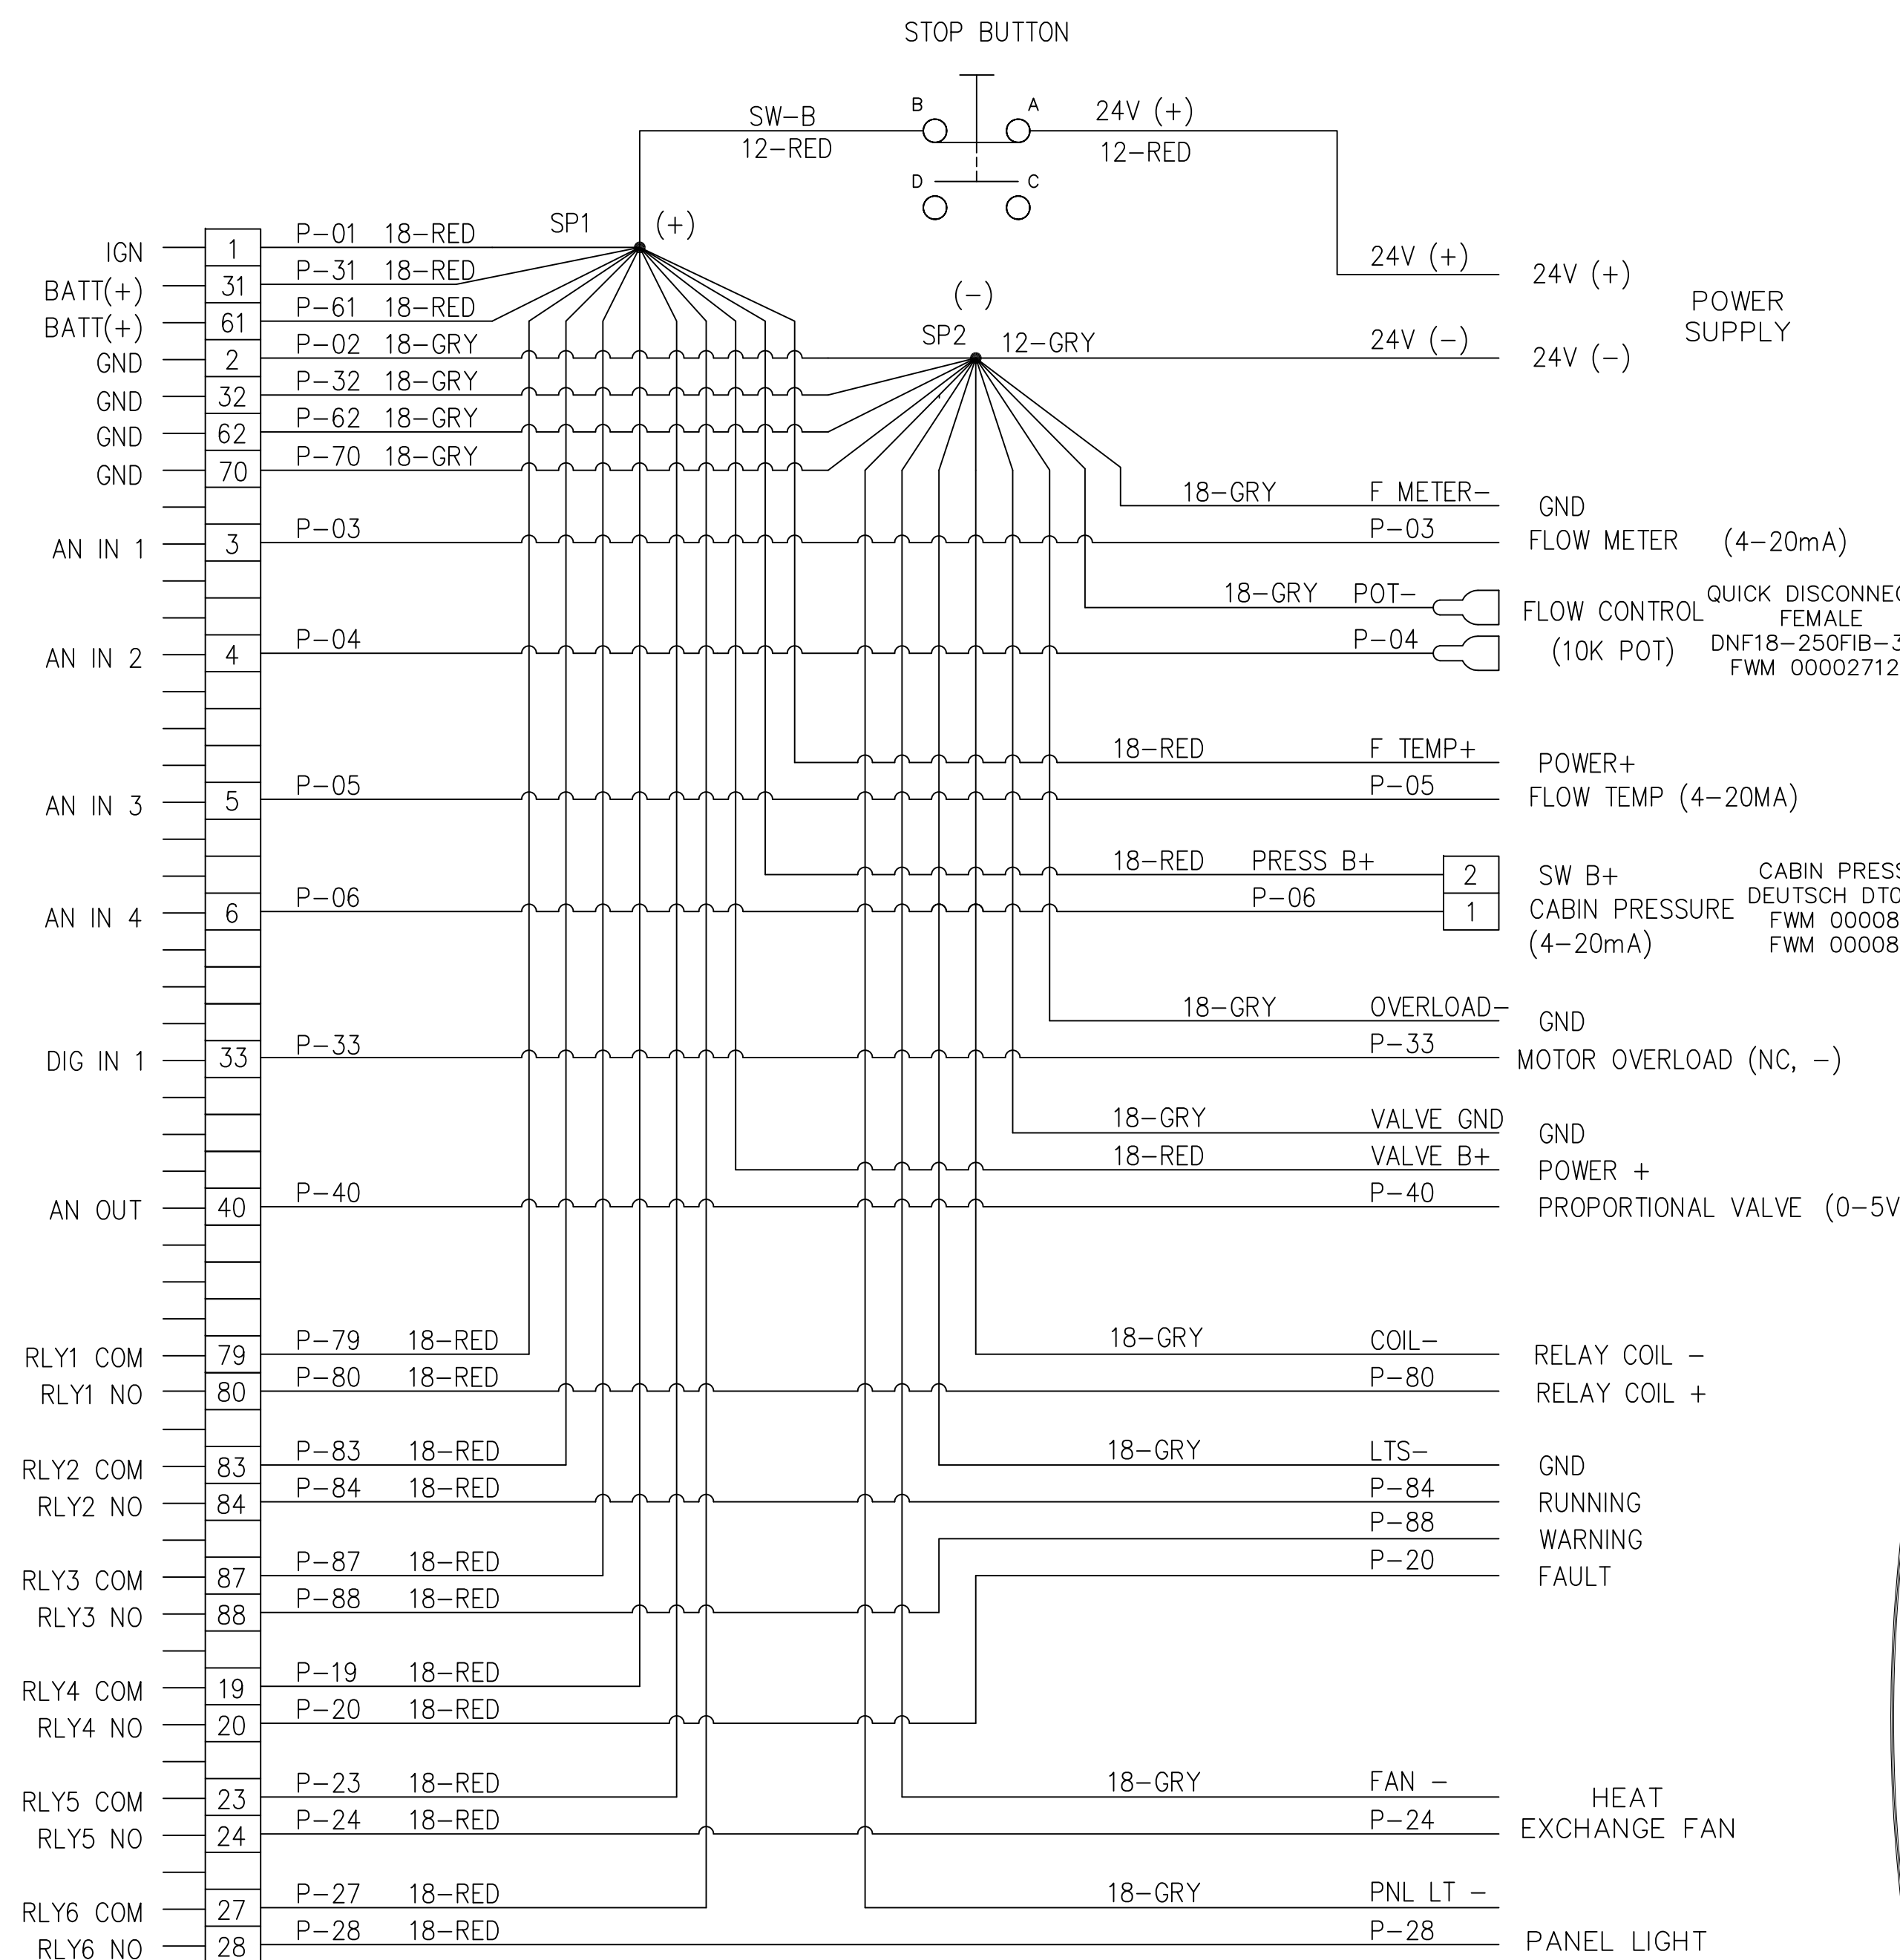 STOP BUTTON
B A
SW-B 24V (+)
12-RED 12-RED
D C
SP1 (+)
IGN 1 P-01 18-RED
BATT(+) 31 P-31 18-RED
24V (+) 24V (+)
BATT(+) 61 P-61 18-RED
(-)
POWER
SUPPLY
GND 2 P-02 18-GRY SP2 12-GRY 24V (-) 24V (-)
GND 32 P-32 18-GRY
GND 62 P-62 18-GRY
GND 70 P-70 18-GRY
18-GRY F METER- GND
AN IN 1 3 P-03 P-03 FLOW METER (4-20mA)
18-GRY POT- FLOW CONTROL
AN IN 2 4 P-04 P-04 (10K POT)
QUICK DISCONNEC
FEMALE
DNF18-250FIB-3
FWM 00002712
18-RED F TEMP+ POWER+
AN IN 3 5 P-05 P-05 FLOW TEMP (4-20MA)
18-RED PRESS B+ 2 SW B+
AN IN 4 6 P-06 P-06 1 CABIN PRESSURE
(4-20mA)
CABIN PRESS
DEUTSCH DT0
FWM 00008
FWM 00008
18-GRY OVERLOAD- GND
DIG IN 1 33 P-33 P-33 MOTOR OVERLOAD (NC, -)
18-GRY VALVE GND GND
18-RED VALVE B+ POWER +
AN OUT 40 P-40 P-40 PROPORTIONAL VALVE (0-5V
RLY1 COM 79 P-79 18-RED 18-GRY COIL- RELAY COIL -
RLY1 NO 80 P-80 18-RED P-80 RELAY COIL +
RLY2 COM 83 P-83 18-RED 18-GRY LTS- GND
RLY2 NO 84 P-84 18-RED P-84 RUNNING
P-88 WARNING
RLY3 COM 87 P-87 18-RED P-20 FAULT
RLY3 NO 88 P-88 18-RED
RLY4 COM 19 P-19 18-RED
RLY4 NO 20 P-20 18-RED
RLY5 COM 23 P-23 18-RED 18-GRY FAN - HEAT
RLY5 NO 24 P-24 18-RED P-24 EXCHANGE FAN
RLY6 COM 27 P-27 18-RED 18-GRY PNL LT -
RLY6 NO 28 P-28 18-RED P-28 PANEL LIGHT